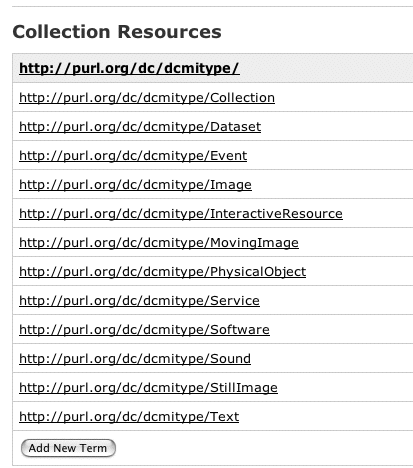 Collection Resources
http://purl.org/dc/dcmitype/
http://purl.org/dc/dcmitype/Collection
http://purl.org/dc/dcmitype/Dataset
http://purl.org/dc/dcmitype/Event
http://purl.org/dc/dcmitype/Image
http://purl.org/dc/dcmitype/InteractiveResource
http://purl.org/dc/dcmitype/MovingImage
http://purl.org/dc/dcmitype/PhysicalObject
http://purl.org/dc/dcmitype/Service
http://purl.org/dc/dcmitype/Software
http://purl.org/dc/dcmitype/Sound
http://purl.org/dc/dcmitype/StillImage
http://purl.org/dc/dcmitype/Text
Add New Term